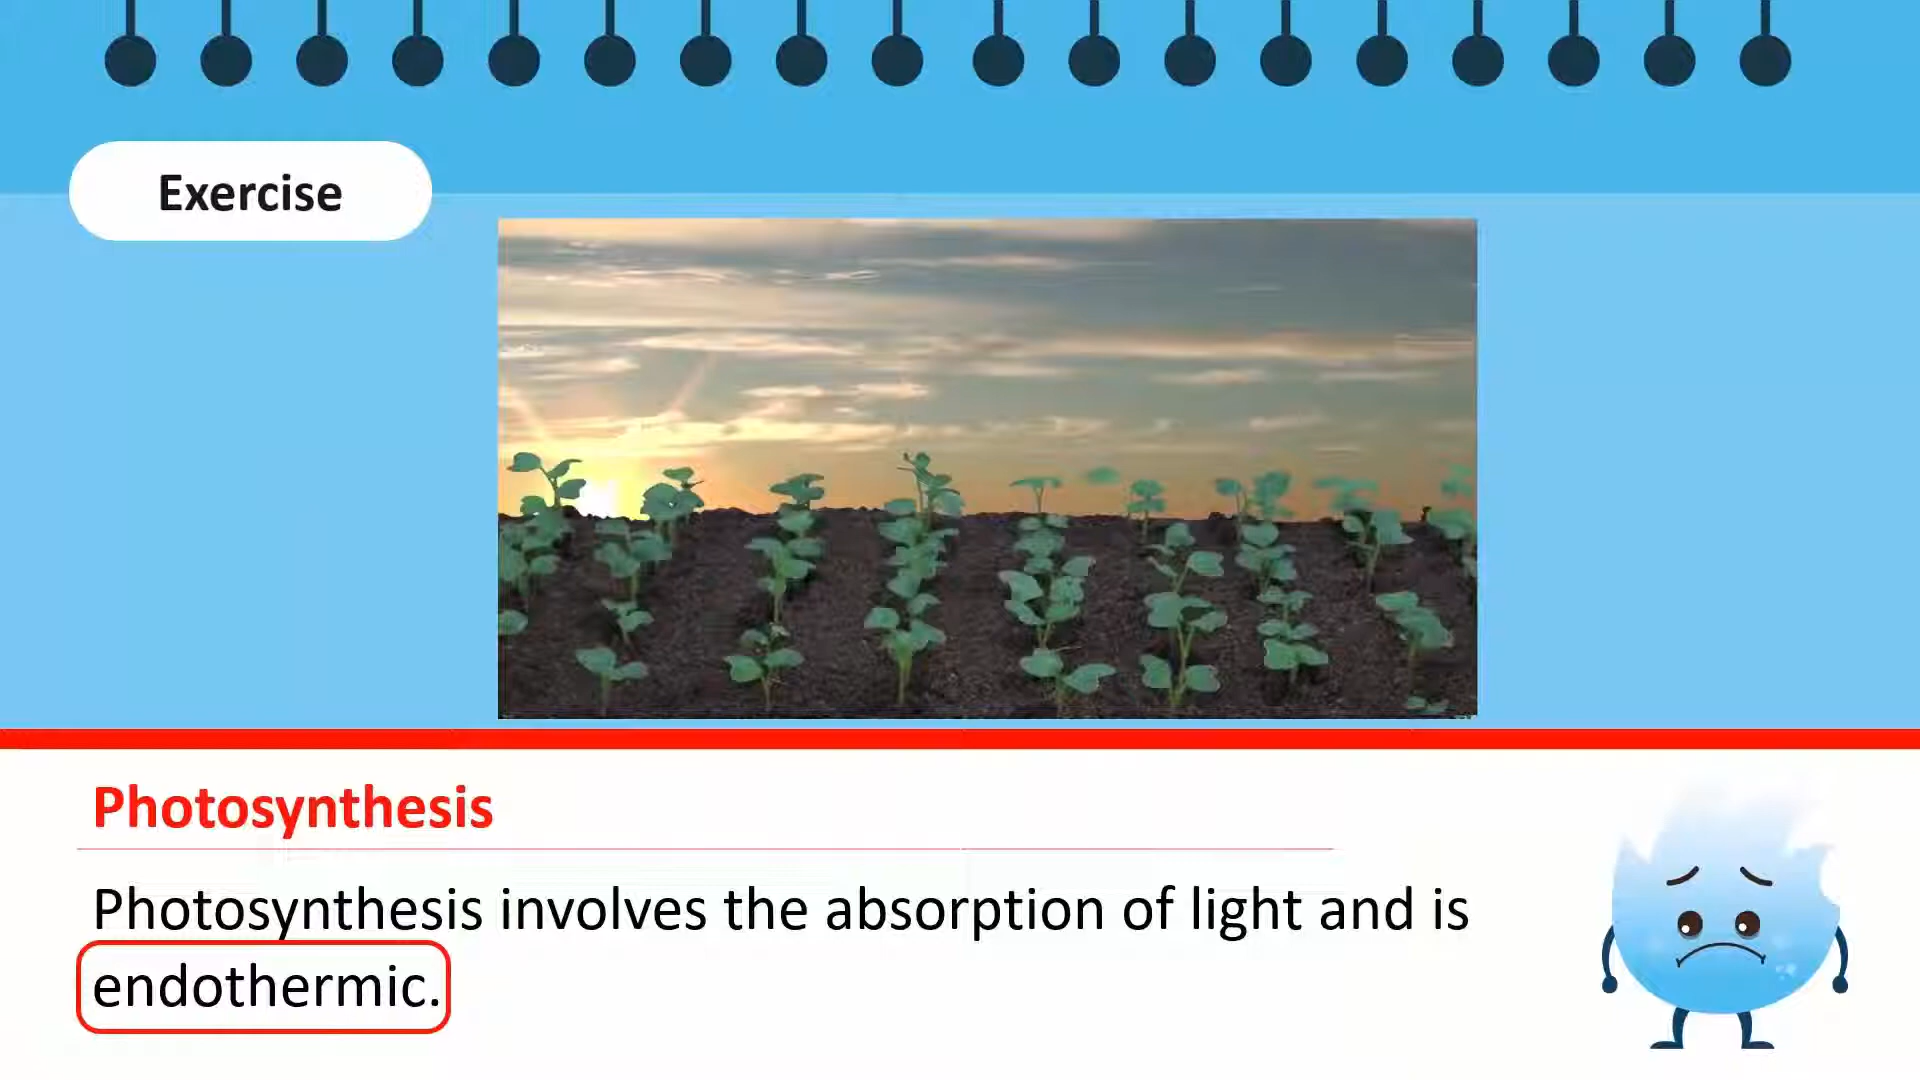 Exercise
Photosynthesis
Photosynthesis involves the absorption of light and is
endothermic.